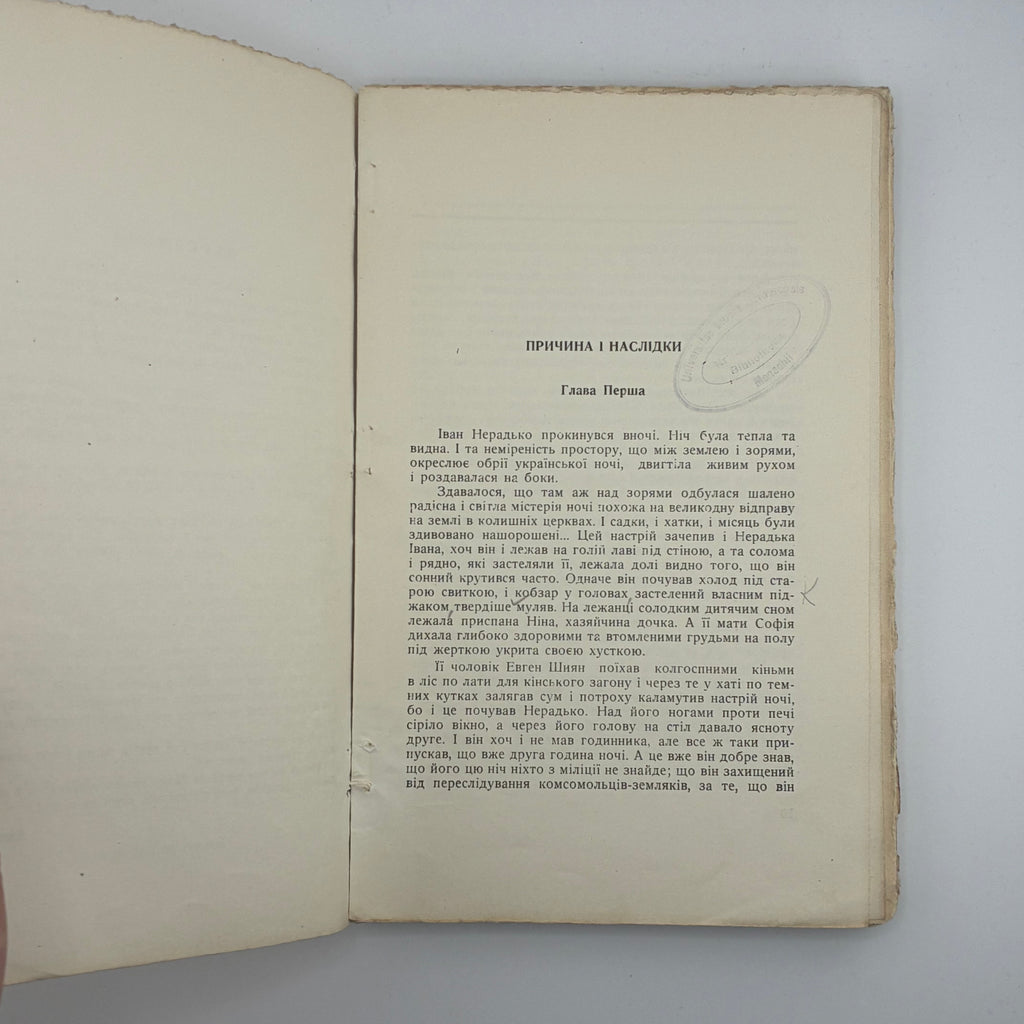 ПРИЧИНА І НАСЛІДКИ
Глава Перша
Іван Нерадько прокинувся вночі. Ніч була тепла та
видна. І та неміреність простору, що між землею і зорями,
окреслює обрії української ночі, двигтіла живим рухом
і роздавалася на боки.
Здавалося, що там аж над зорями одбулася шалено
радісна і світла містерія ночі похожа на великодну відправу
на землі в колишніх церквах. І садки, і хатки, і місяць були
здивовано нашорошені... Цей настрій зачепив і Нерадька
Івана, хоч він і лежав на голій лаві під стіною, а та солома
і рядно, які застеляли її, лежала долі видно того, що він
сонний крутився часто. Одначе він почував холод під ста-
рою свиткою, і кобзар у головах застелений власним під-
жаком твердіше муляв. На лежанці солодким дитячим сном
лежала приспана Ніна, хазяйчина дочка. А її мати Софія
дихала глибоко здоровими та втомленими грудьми на полу
під жерткою укрита своєю хусткою.
Її чоловік Евген Шиян поїхав колгоспними кіньми
в ліс по лати для кінського загону і через те у хаті по тем-
них кутках залягав сум і потроху каламутив настрій ночі,
бо і це почував Нерадько. Над його ногами проти печі
сіріло вікно, а через його голову на стіл давало ясноту
друге. І він хоч і не мав годинника, але все ж таки при-
пускав, що вже друга година ночі. А це вже він добре знав,
що його цю ніч ніхто з міліції не знайде; що він захищений
від переслідування комсомольців-земляків, за те, що він